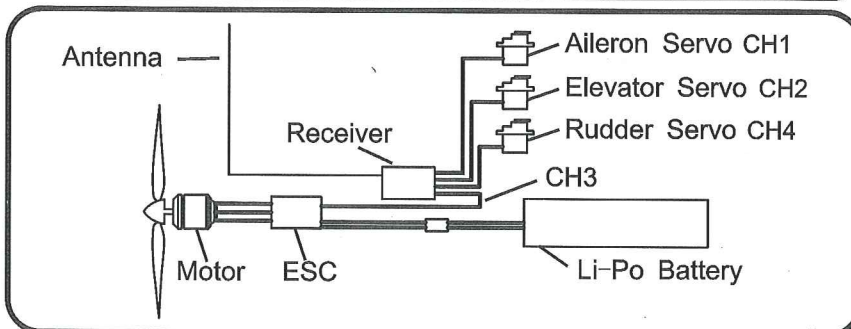 Antenna
Aileron Servo CH1
Elevator Servo CH2
Receiver
Rudder Servo CH4
CH3
Motor
ESC
Li-Po Battery